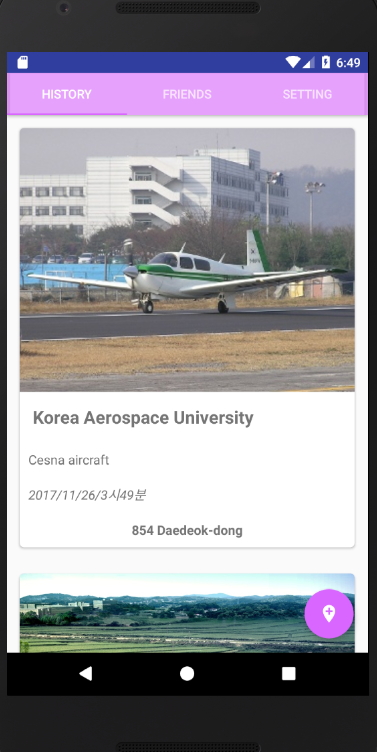 6:49
HISTORY
FRIENDS
SETTING
Korea Aerospace University
Cesna aircraft
2017/11/26/3시49분
854 Daedeok-dong